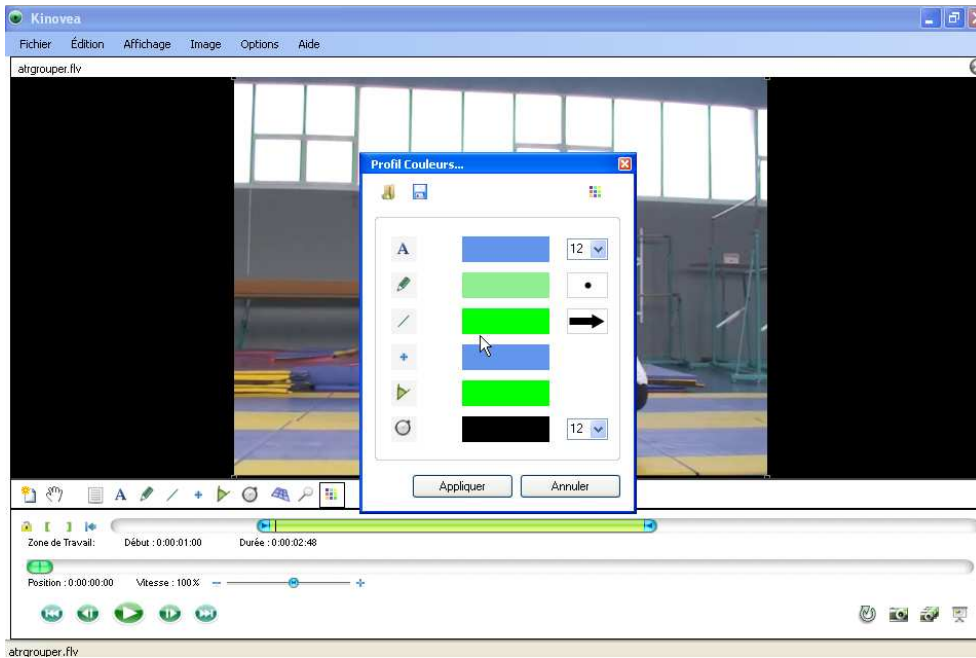 Kinovea
Fichier Édition Affichage Image Options Aide
atrgrouper.flv
Profil Couleurs...
A 12
12
Appliquer Annuler
A
Zone de Travail: Début : 0:00:01:00 Durée : 0:00:02:48
Position : 0:00:00:00 Vitesse : 100%
atrgrouper.flv